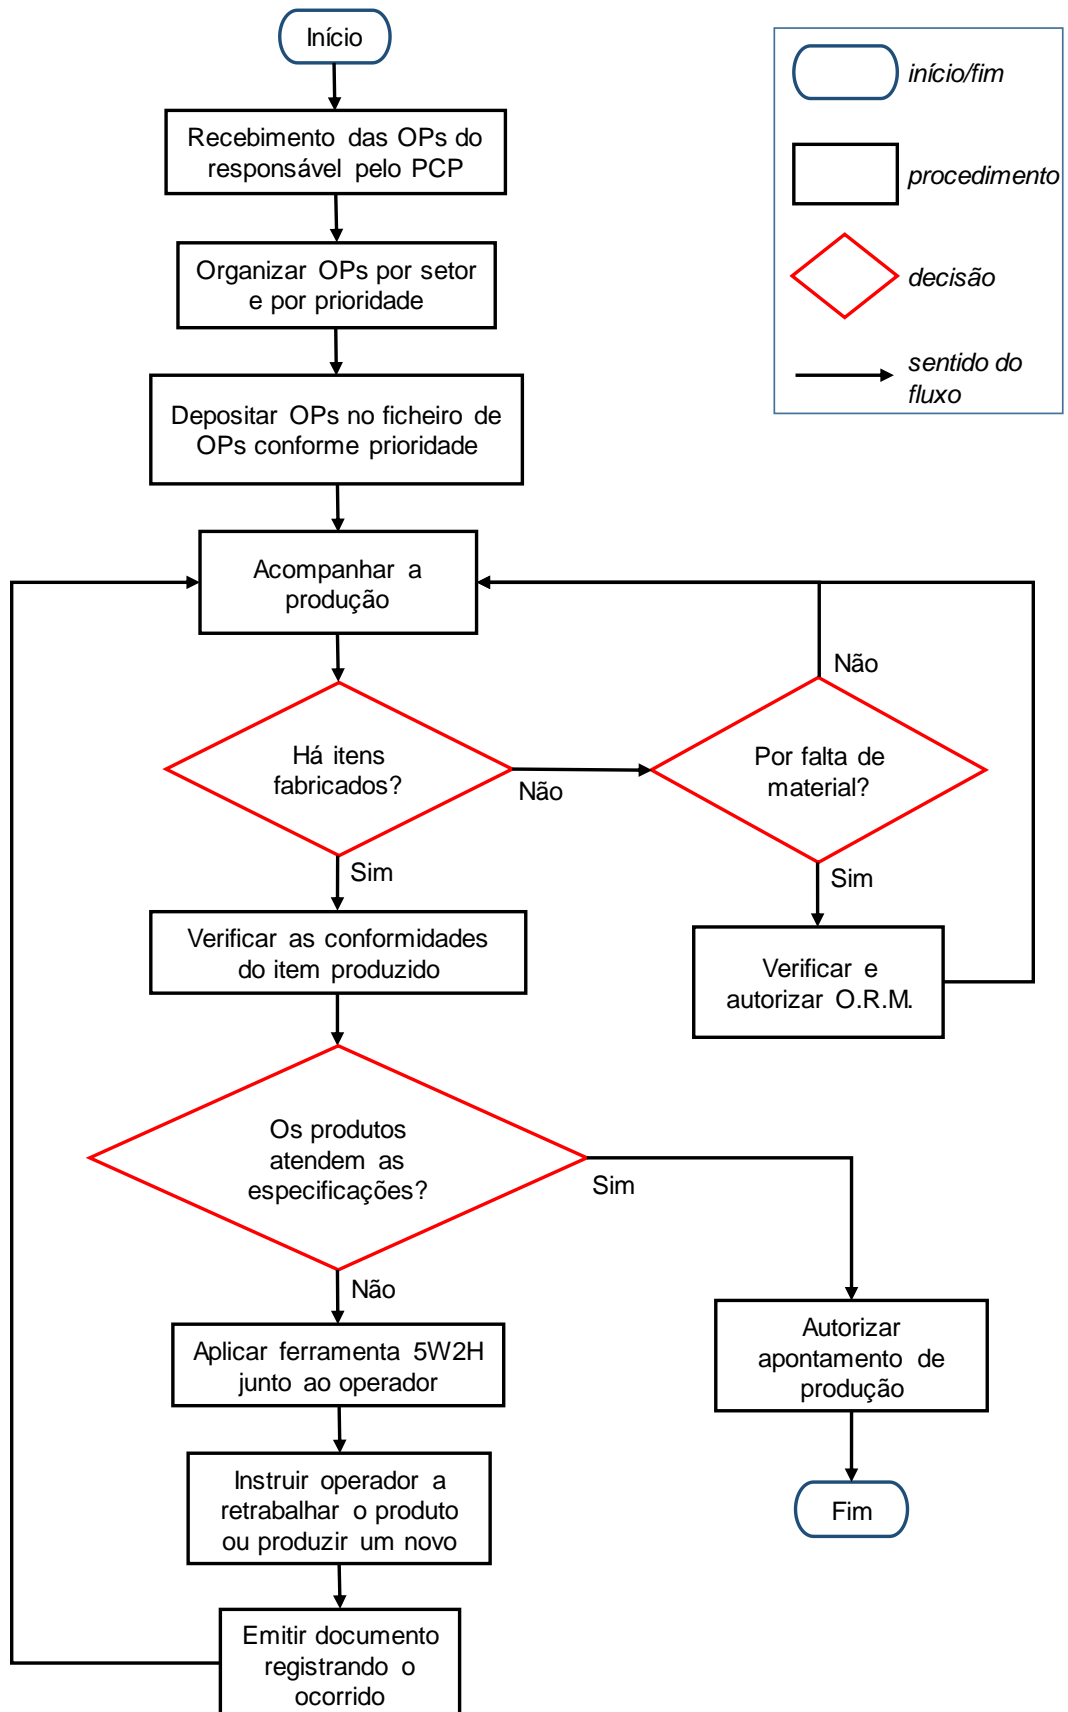 Início
Recebimento das OPs do
responsável pelo PCP
Organizar OPs por setor
e por prioridade
Depositar OPs no ficheiro de
OPs conforme prioridade
Acompanhar a
produção
Há itens
fabricados?
Não
Por falta de
material?
Não
Sim
Verificar e
autorizar O.R.M.
Sim
Verificar as conformidades
do item produzido
Os produtos
atendem as
especificações?
Sim
Não
Aplicar ferramenta 5W2H
junto ao operador
Instruir operador a
retrabalhar o produto
ou produzir um novo
Emitir documento
registrando o
ocorrido
Autorizar
apontamento de
produção
Fim
início/fim
procedimento
decisão
sentido do
fluxo